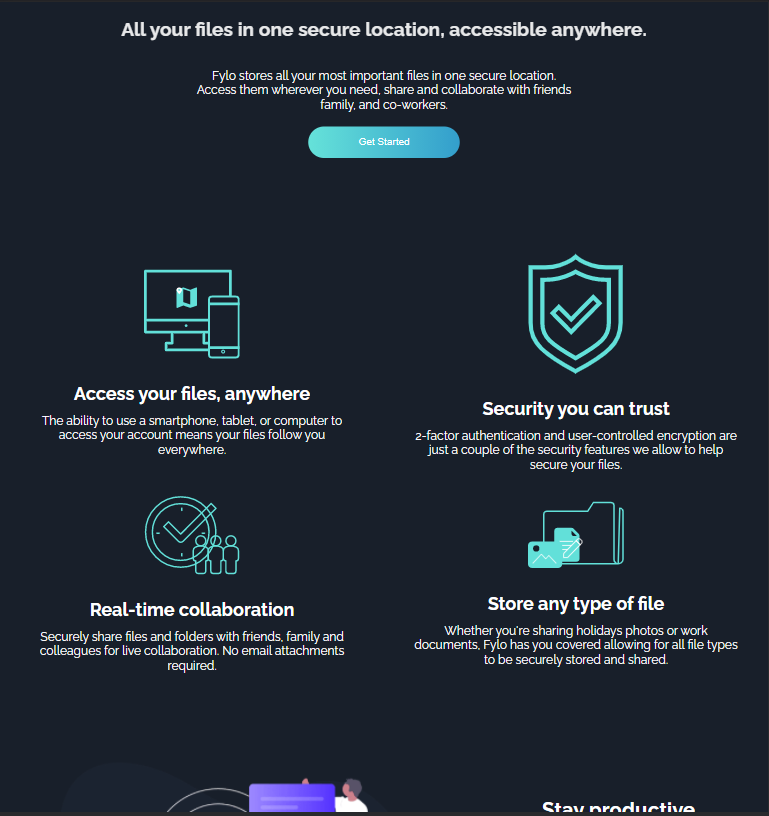 All your files in one secure location, accessible anywhere.
Fylo stores all your most important files in one secure location.
Access them wherever you need, share and collaborate with friends
family, and co-workers.
Get Started
Access your files, anywhere
The ability to use a smartphone, tablet, or computer to
access your account means your files follow you
everywhere.
Security you can trust
2-factor authentication and user-controlled encryption are
just a couple of the security features we allow to help
secure your files.
Real-time collaboration
Securely share files and folders with friends, family and
colleagues for live collaboration. No email attachments
required.
Store any type of file
Whether you're sharing holidays photos or work
documents, Fylo has you covered allowing for all file types
to be securely stored and shared.
Stay productive